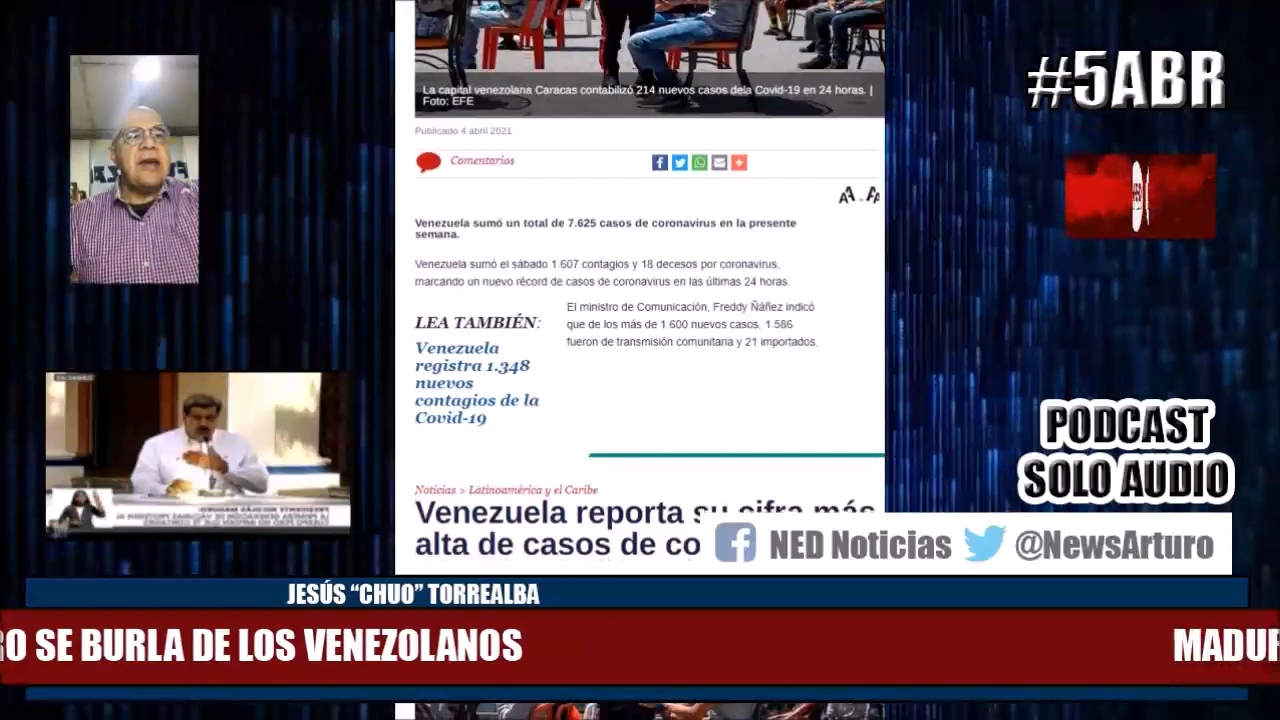 La capital venezolana Caracas contabilizó 214 nuevos casos dela Covid-19 en 24 horas. |
Foto: EFE
Publicado 4 abril 2021
Comentarios
Venezuela sumó un total de 7.625 casos de coronavirus en la presente
semana.
Venezuela sumó el sábado 1.607 contagios y 18 decesos por coronavirus,
marcando un nuevo récord de casos de coronavirus en las últimas 24 horas.
El ministro de Comunicación, Freddy Ñáñez indicó
que de los más de 1.600 nuevos casos, 1.586
fueron de transmisión comunitaria y 21 importados.
LEA TAMBIÉN:
Venezuela
registra 1.348
nuevos
contagios de la
Covid-19
Noticias > Latinoamérica y el Caribe
Venezuela reporta su cifra más
alta de casos de co
#5ABR
PODCAST
SOLO AUDIO
NED Noticias @NewsArturo
JESÚS “CHUO” TORREALBA
RO SE BURLA DE LOS VENEZOLANOS
MADUR